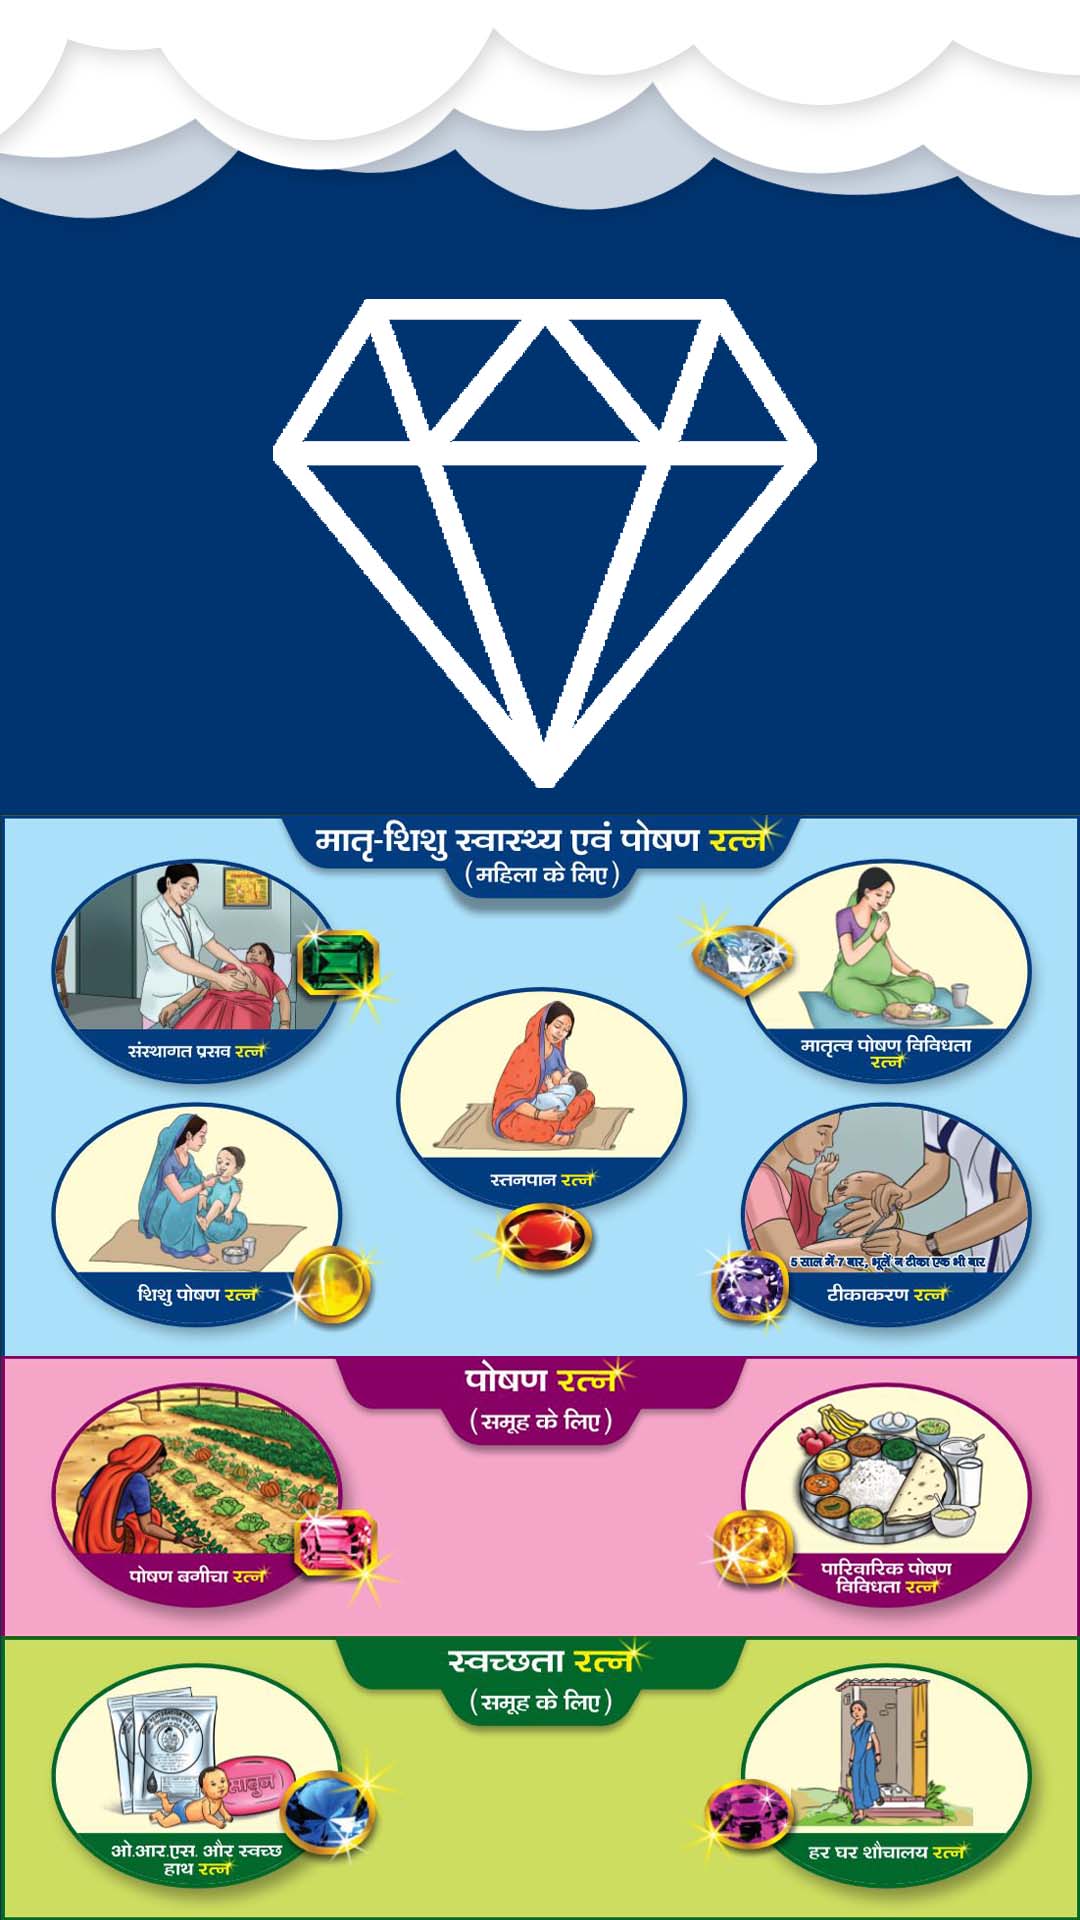 मातृ-शिशु स्वास्थ्य एवं पोषण रत्न
(महिला के लिए)
संस्थागत प्रसव रत्न
मातृत्व पोषण विविधता
रत्न
स्तनपान रत्न
शिशु पोषण रत्न
5 साल में 7 बार, भूलें न टीका एक भी बार
टीकाकरण रत्न
पोषण रत्न
(समूह के लिए)
पोषण बगीचा रत्न
पारिवारिक पोषण
विविधता रत्न
स्वच्छता रत्न
(समूह के लिए)
साबुन
ओ.आर.एस. और स्वच्छ
हाथ रत्न
हर घर शौचालय रत्न